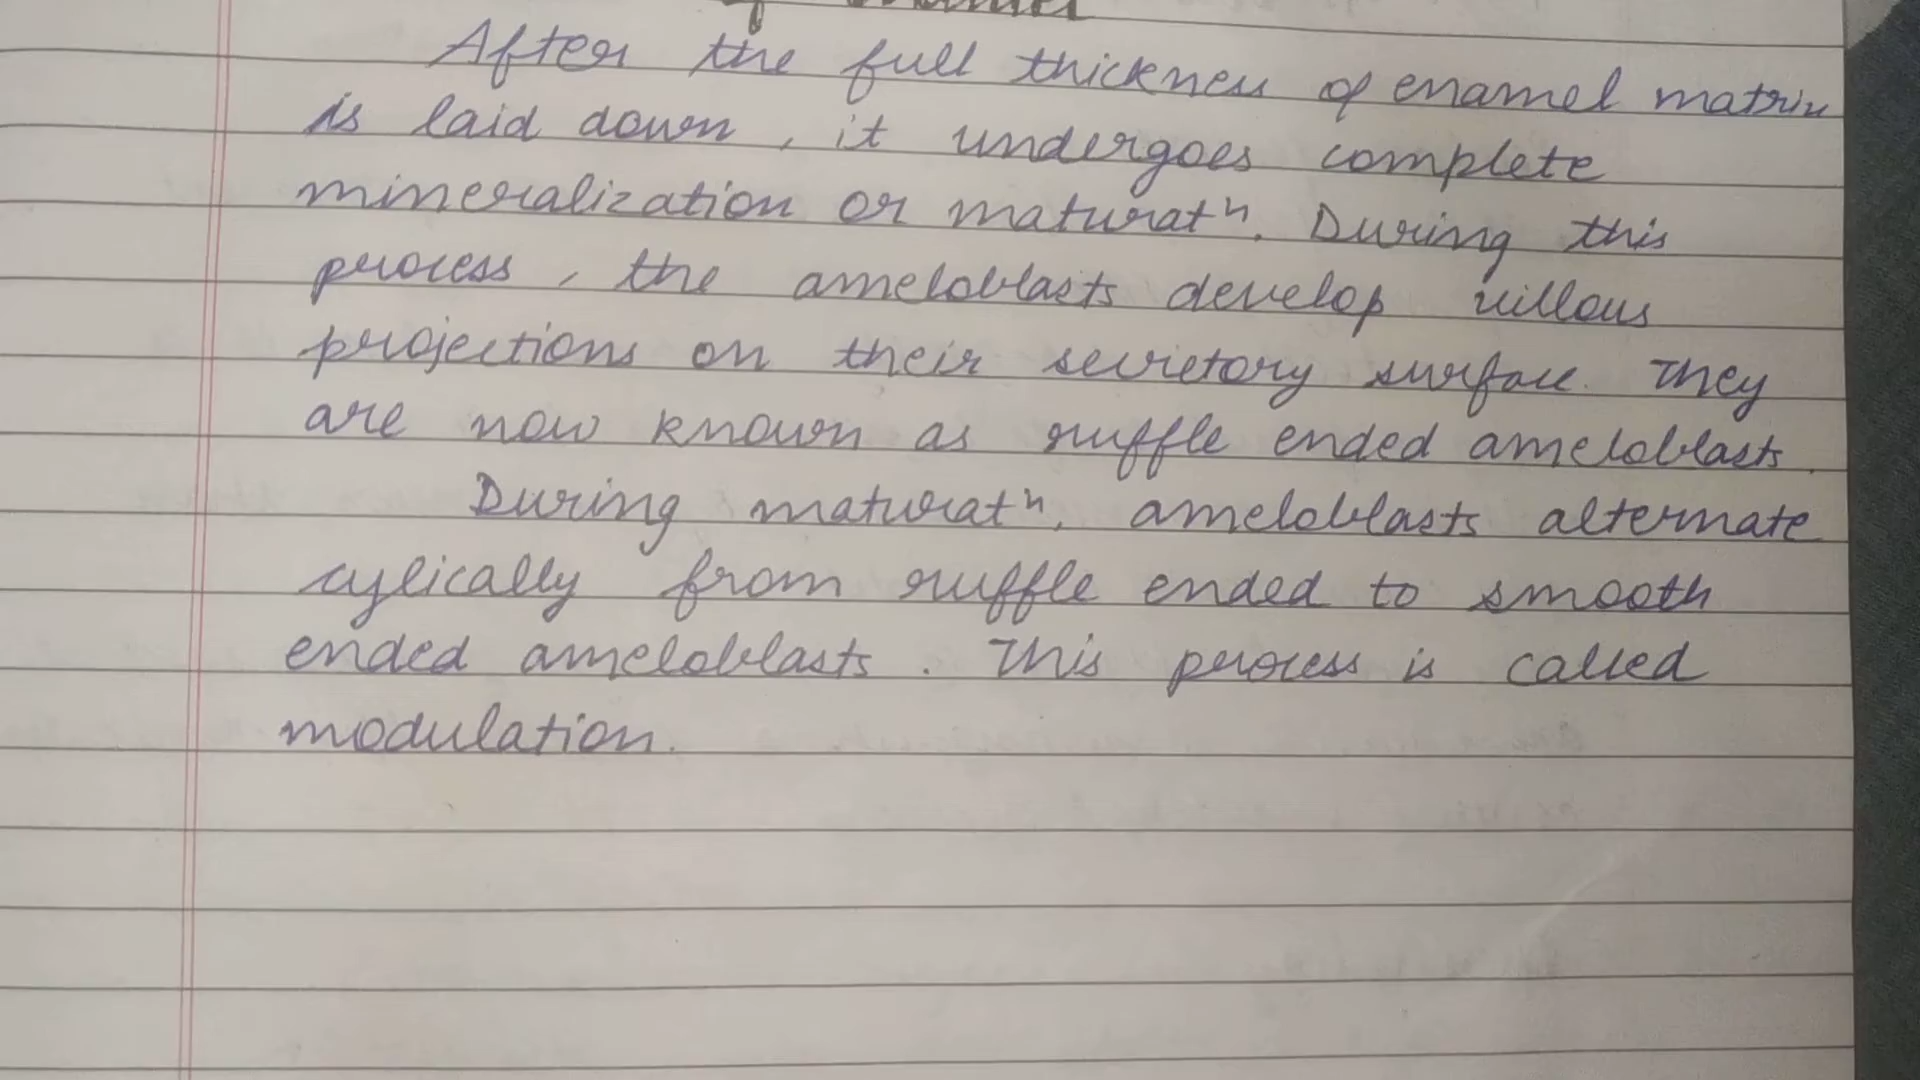 After the full thickness of enamel matrix
is laid down, it undergoes complete
mineralization or maturatⁿ. During this
process, the ameloblasts develop villous
projections on their secretory surface. They
are now known as ruffle ended ameloblasts.
During maturatⁿ, ameloblasts alternate
cylically from ruffle ended to smooth
ended ameloblasts. This process is called
modulation.